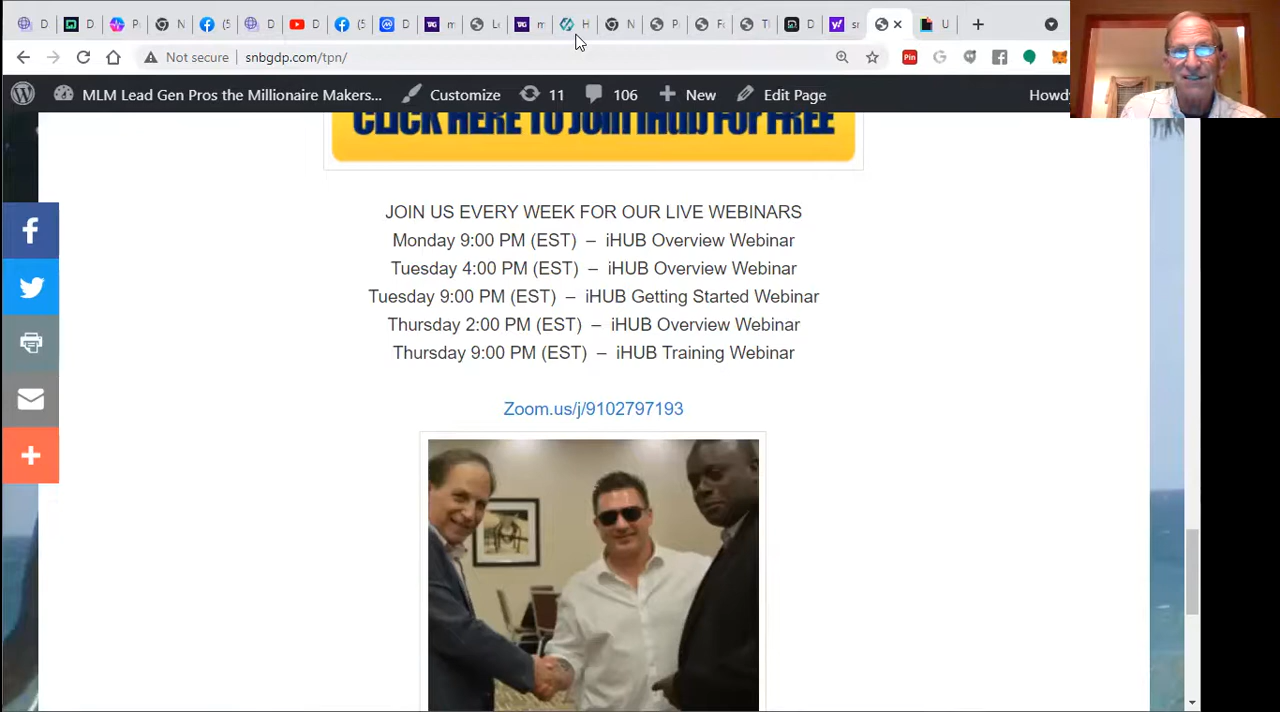 Not secure | snbgdp.com/tpn/
MLM Lead Gen Pros the Millionaire Makers... Customize 11 106 New Edit Page Howdy
CLICK HERE TO JOIN iHUB FOR FREE
JOIN US EVERY WEEK FOR OUR LIVE WEBINARS
Monday 9:00 PM (EST) – iHUB Overview Webinar
Tuesday 4:00 PM (EST) – iHUB Overview Webinar
Tuesday 9:00 PM (EST) – iHUB Getting Started Webinar
Thursday 2:00 PM (EST) – iHUB Overview Webinar
Thursday 9:00 PM (EST) – iHUB Training Webinar
Zoom.us/j/9102797193